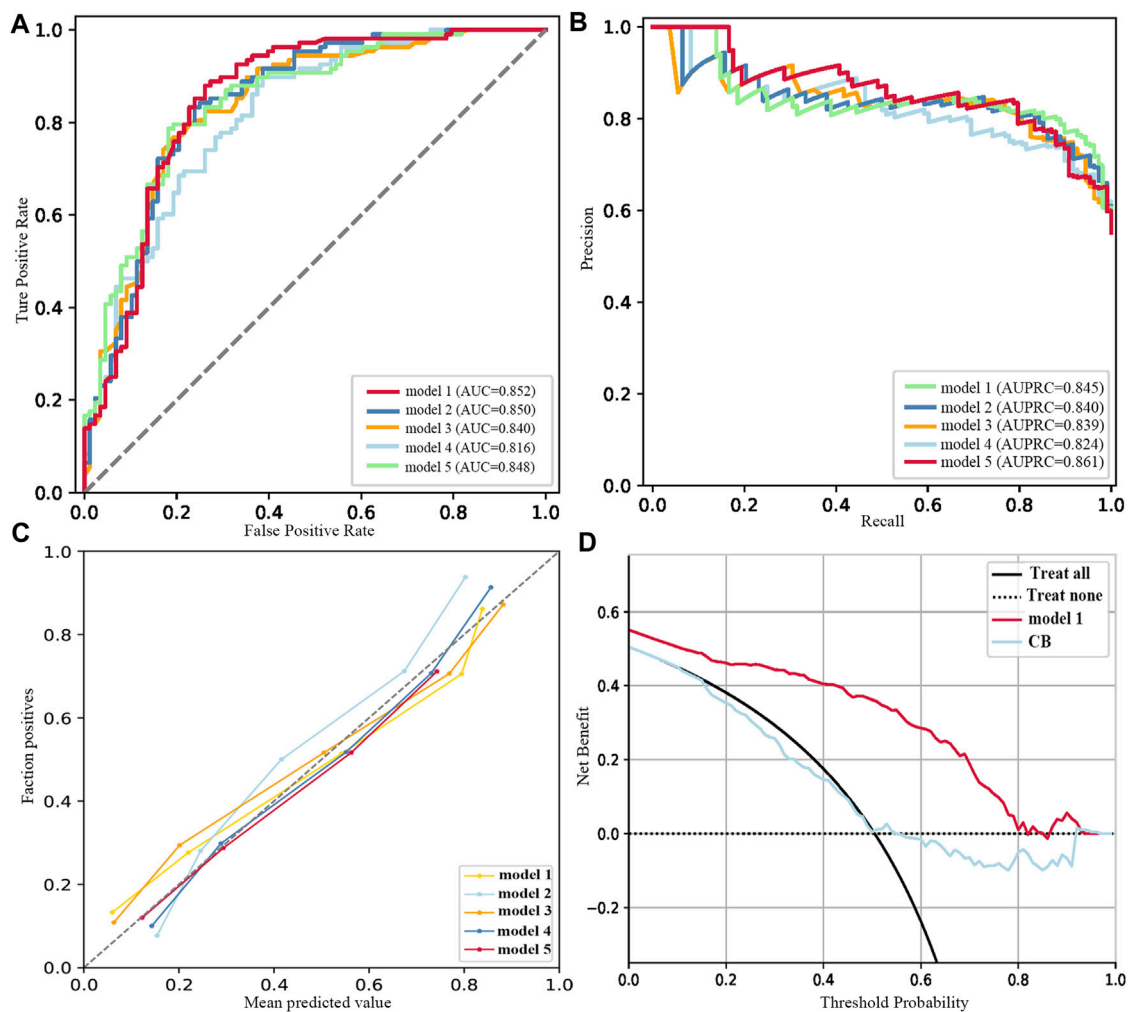 A
1.0
0.8
0.6
0.4
0.2
0.0
Ture Positive Rate
model 1 (AUC=0.852)
model 2 (AUC=0.850)
model 3 (AUC=0.840)
model 4 (AUC=0.816)
model 5 (AUC=0.848)
0.0 0.2 0.4 0.6 0.8 1.0
False Positive Rate
B
1.0
0.8
0.6
0.4
0.2
0.0
Precision
model 1 (AUPRC=0.845)
model 2 (AUPRC=0.840)
model 3 (AUPRC=0.839)
model 4 (AUPRC=0.824)
model 5 (AUPRC=0.861)
0.0 0.2 0.4 0.6 0.8 1.0
Recall
C
1.0
0.8
0.6
0.4
0.2
0.0
Faction positives
model 1
model 2
model 3
model 4
model 5
0.0 0.2 0.4 0.6 0.8 1.0
Mean predicted value
D
0.6
0.4
0.2
0.0
−0.2
Net Benefit
Treat all
Treat none
model 1
CB
0.0 0.2 0.4 0.6 0.8 1.0
Threshold Probability